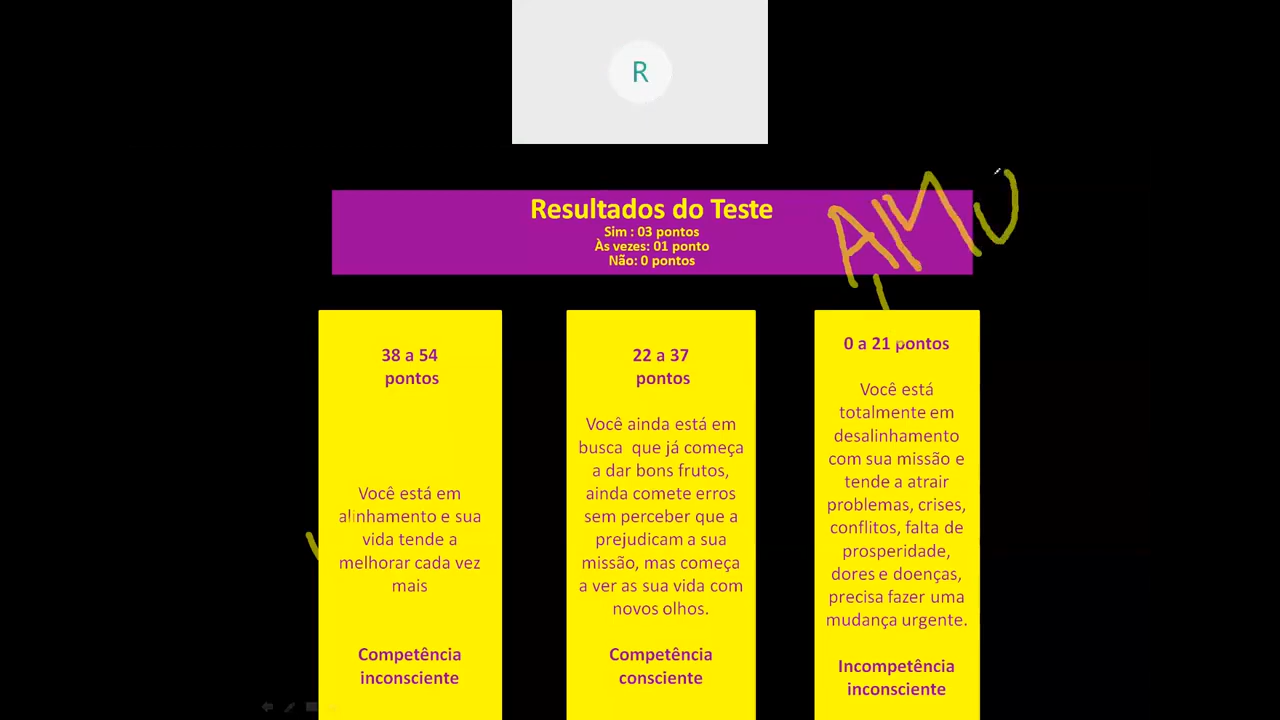 R
Resultados do Teste
Sim : 03 pontos
Às vezes: 01 ponto
Não: 0 pontos
38 a 54
pontos
Você está em
alinhamento e sua
vida tende a
melhorar cada vez
mais
Competência
inconsciente
22 a 37
pontos
Você ainda está em
busca que já começa
a dar bons frutos,
ainda comete erros
sem perceber que a
prejudicam a sua
missão, mas começa
a ver as sua vida com
novos olhos.
Competência
consciente
0 a 21 pontos
Você está
totalmente em
desalinhamento
com sua missão e
tende a atrair
problemas, crises,
conflitos, falta de
prosperidade,
dores e doenças,
precisa fazer uma
mudança urgente.
Incompetência
inconsciente